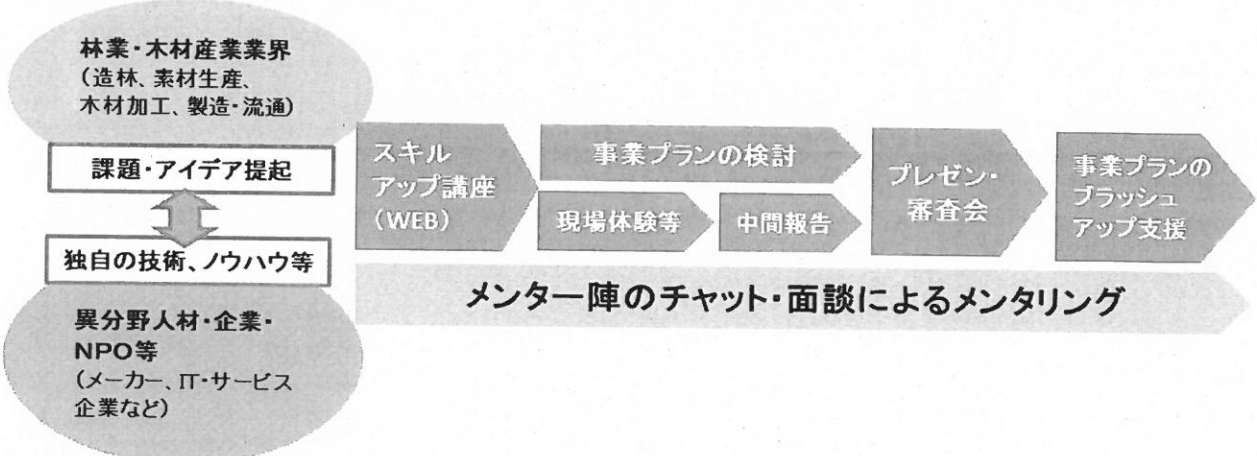 林業・木材産業業界
(造林、素材生産、
木材加工、製造・流通)
課題・アイデア提起
独自の技術、ノウハウ等
異分野人材・企業・
NPO等
(メーカー、IT・サービス
企業など)
スキル
アップ講座
(WEB)
事業プランの検討
現場体験等
中間報告
プレゼン・
審査会
事業プランの
ブラッシュ
アップ支援
メンター陣のチャット・面談によるメンタリング